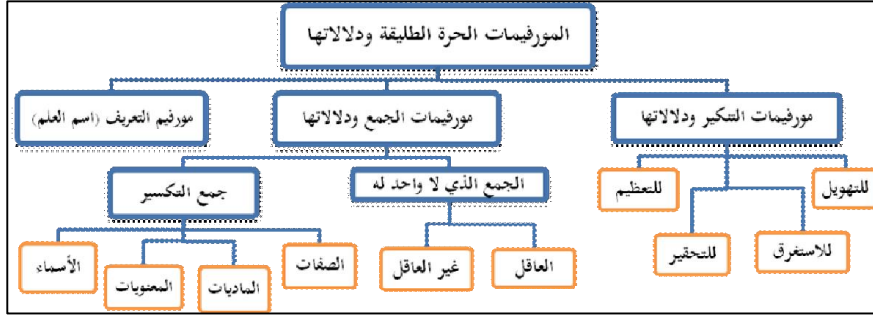 المورفيمات الحرة الطليقة ودلالاتها
مورفيمات التنكير ودلالاتها
مورفيمات الجمع ودلالاتها
مورفيم التعريف (اسم العلم)
للتهويل
للتعظيم
الجمع الذي لا واحد له
جمع التكسير
للاستغرق
للتحقير
العاقل
غير العاقل
الصفات
الماديات
المعنويات
الأسماء